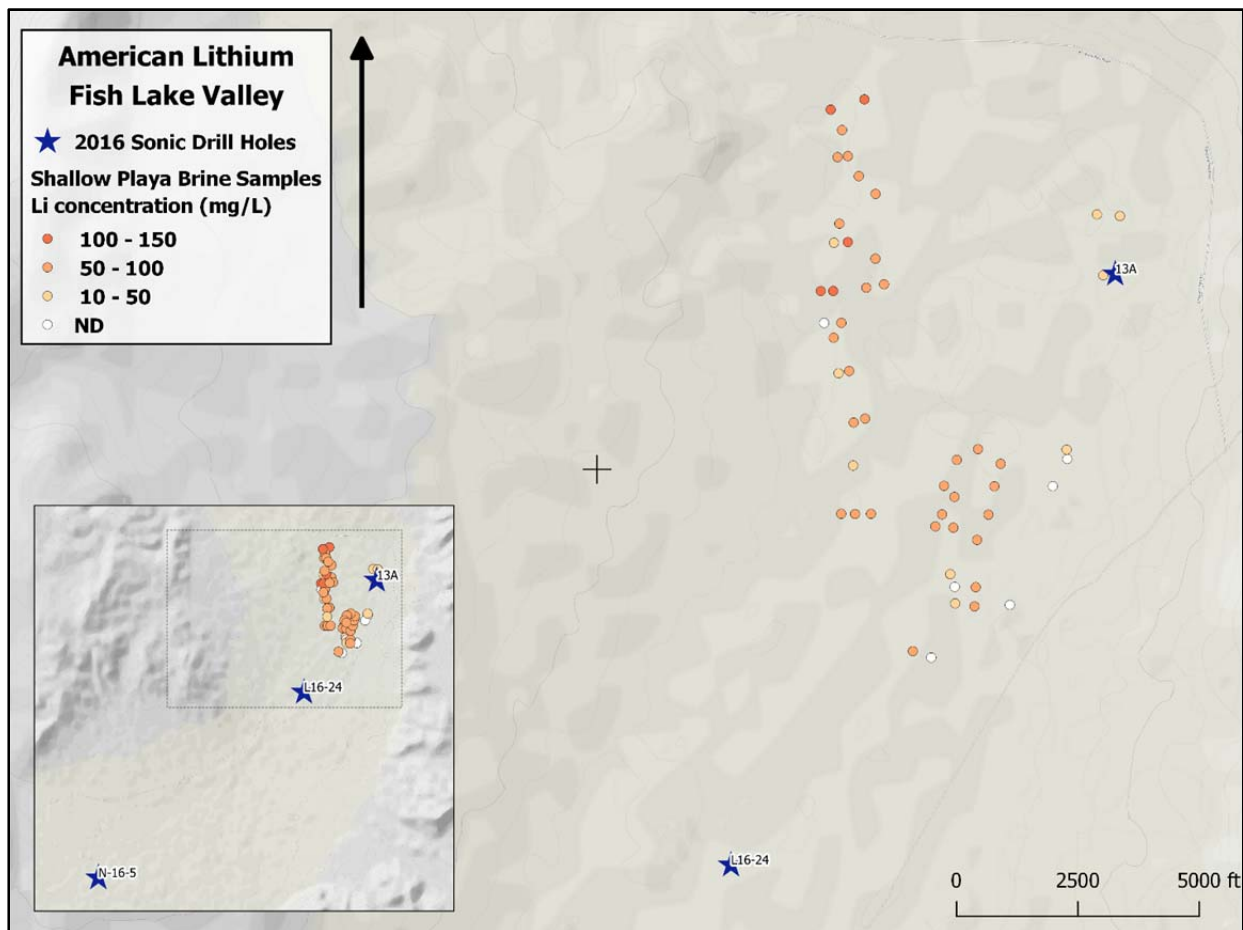 American Lithium
Fish Lake Valley
2016 Sonic Drill Holes
Shallow Playa Brine Samples
Li concentration (mg/L)
100 - 150
50 - 100
10 - 50
ND
13A
13A
L16-24
N-16-5
L16-24
0 2500 5000 ft